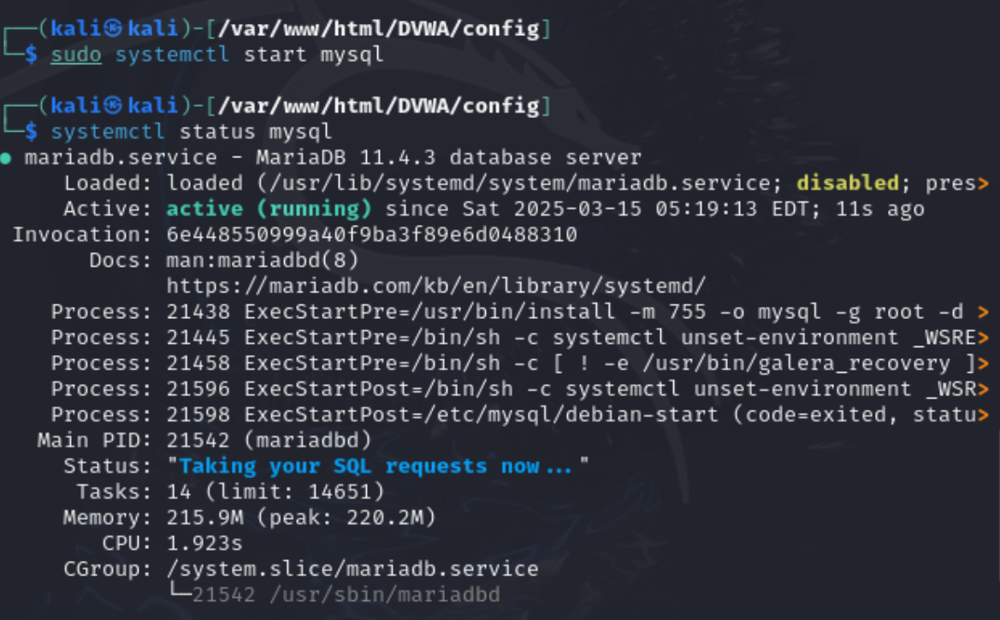 ┌──(kali㉿kali)-[/var/www/html/DVWA/config]
└─$ sudo systemctl start mysql
┌──(kali㉿kali)-[/var/www/html/DVWA/config]
└─$ systemctl status mysql
● mariadb.service - MariaDB 11.4.3 database server
     Loaded: loaded (/usr/lib/systemd/system/mariadb.service; disabled; pres>
     Active: active (running) since Sat 2025-03-15 05:19:13 EDT; 11s ago
 Invocation: 6e448550999a40f9ba3f89e6d0488310
       Docs: man:mariadbd(8)
             https://mariadb.com/kb/en/library/systemd/
    Process: 21438 ExecStartPre=/usr/bin/install -m 755 -o mysql -g root -d >
    Process: 21445 ExecStartPre=/bin/sh -c systemctl unset-environment _WSRE>
    Process: 21458 ExecStartPre=/bin/sh -c [ ! -e /usr/bin/galera_recovery ]>
    Process: 21596 ExecStartPost=/bin/sh -c systemctl unset-environment _WSR>
    Process: 21598 ExecStartPost=/etc/mysql/debian-start (code=exited, statu>
   Main PID: 21542 (mariadbd)
     Status: "Taking your SQL requests now..."
      Tasks: 14 (limit: 14651)
     Memory: 215.9M (peak: 220.2M)
        CPU: 1.923s
     CGroup: /system.slice/mariadb.service
             └─21542 /usr/sbin/mariadbd